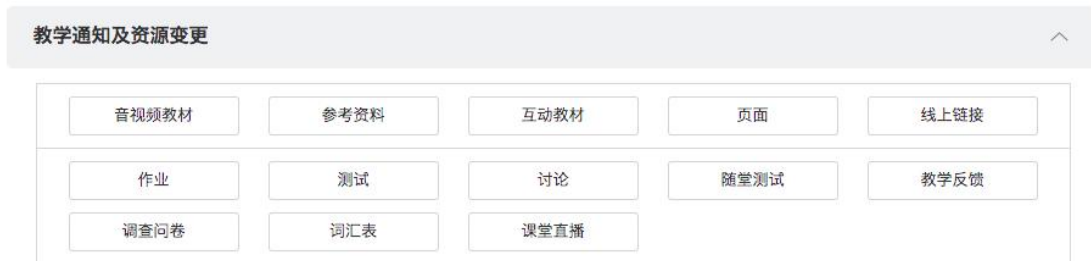 教学通知及资源变更
音视频教材 参考资料 互动教材 页面 线上链接
作业 测试 讨论 随堂测试 教学反馈
调查问卷 词汇表 课堂直播